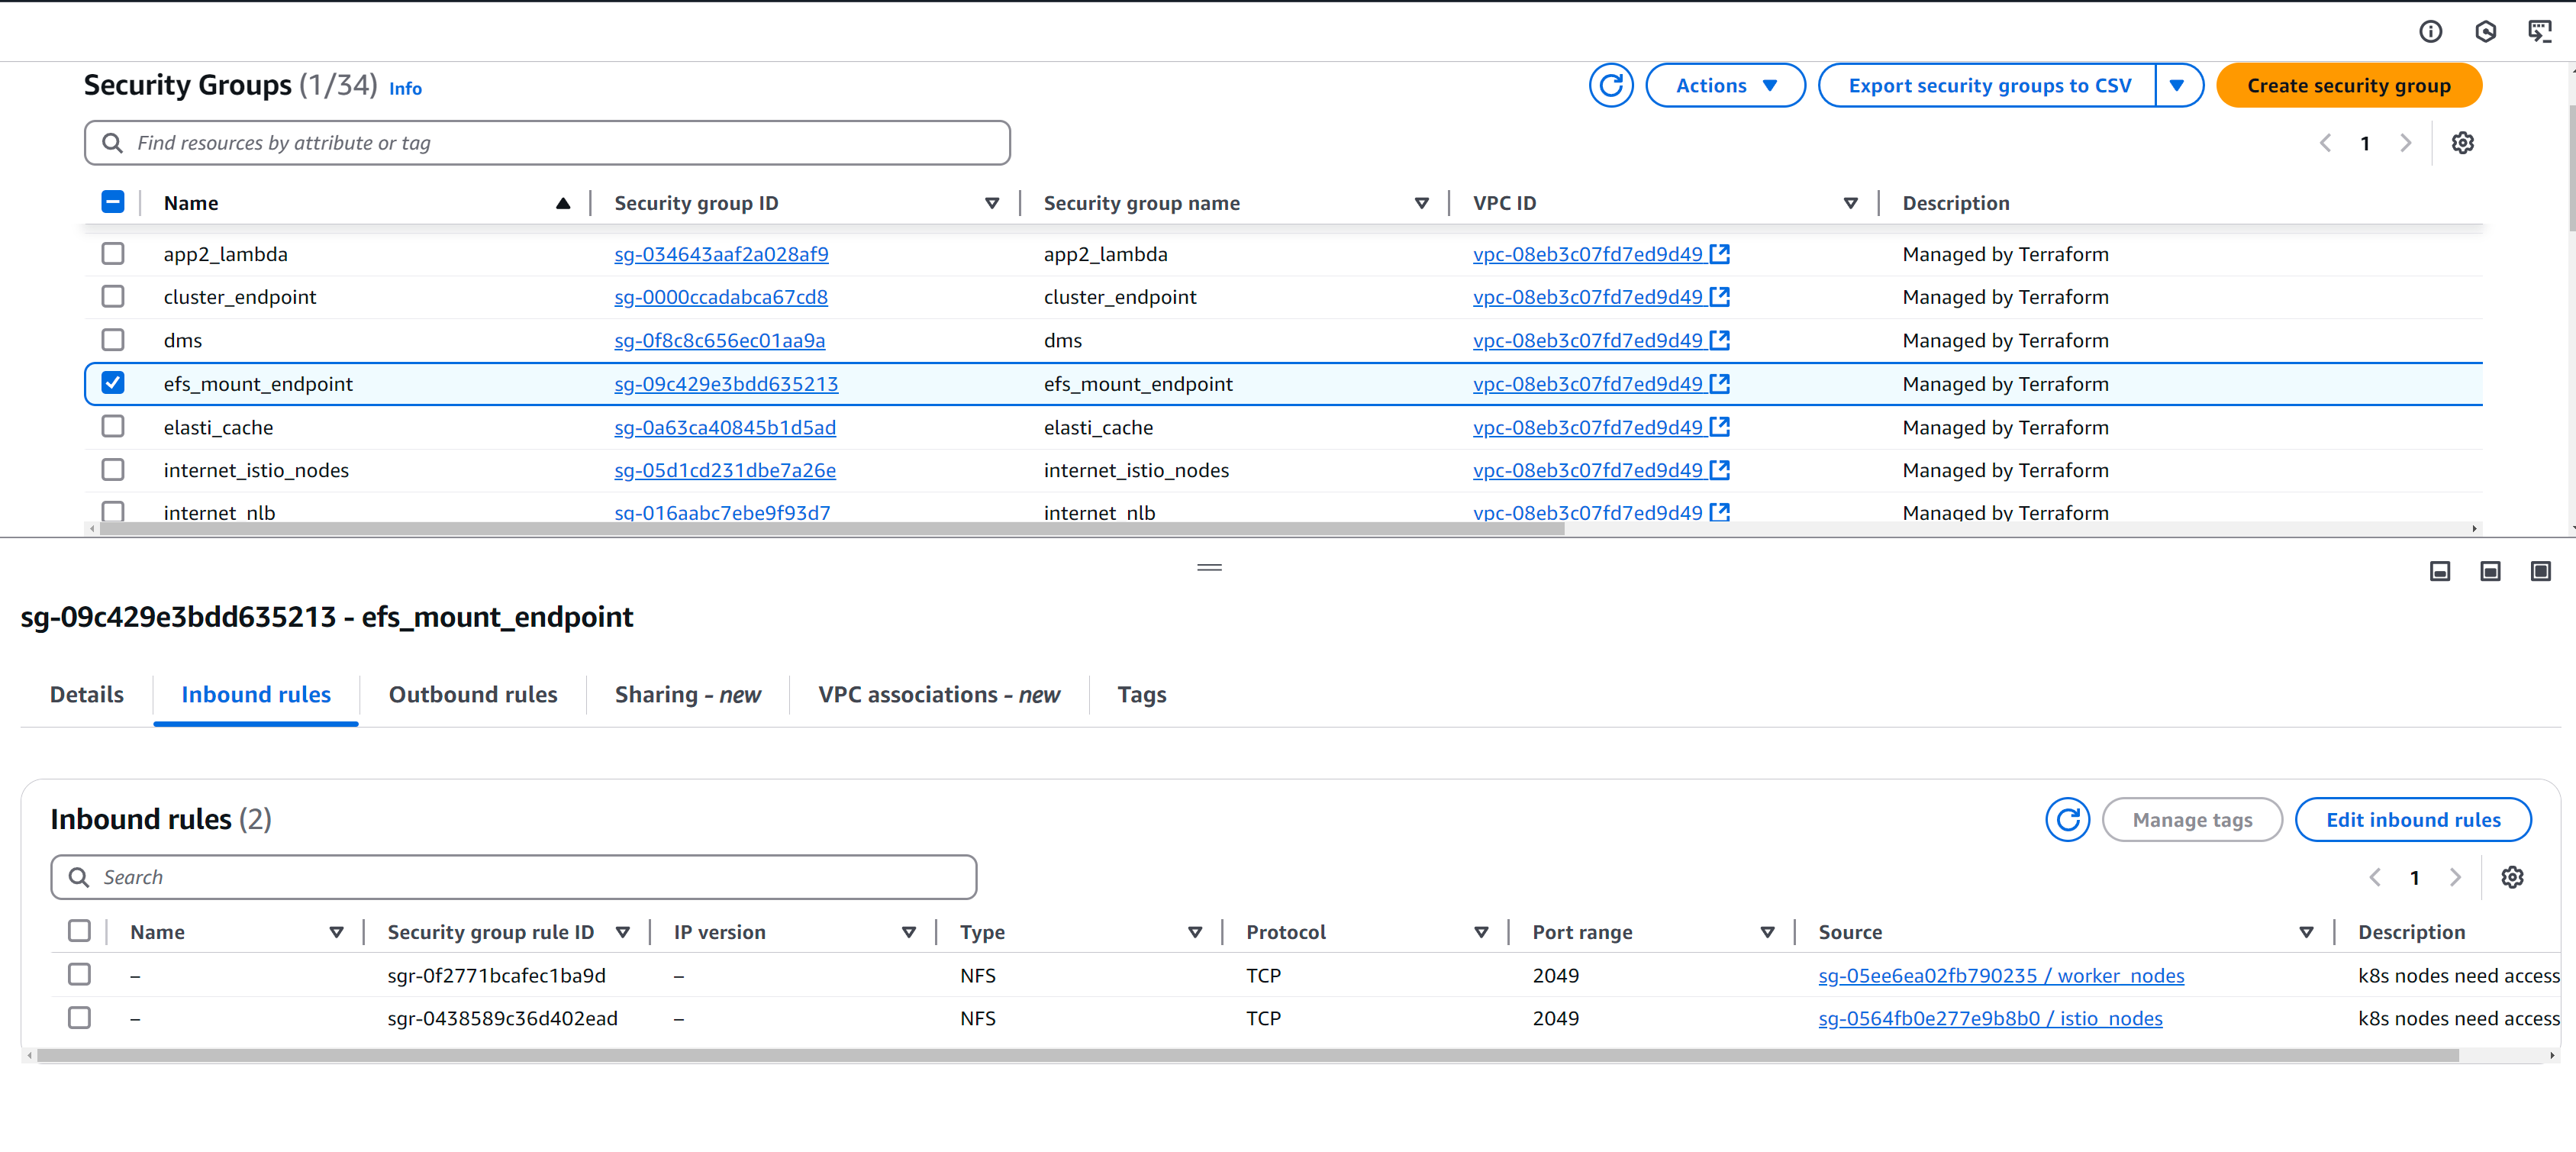 Security Groups (1/34) Info
Actions Export security groups to CSV Create security group
Find resources by attribute or tag
1
Name Security group ID Security group name VPC ID Description
app2_lambda sg-034643aaf2a028af9 app2_lambda vpc-08eb3c07fd7ed9d49 Managed by Terraform
cluster_endpoint sg-0000ccadabca67cd8 cluster_endpoint vpc-08eb3c07fd7ed9d49 Managed by Terraform
dms sg-0f8c8c656ec01aa9a dms vpc-08eb3c07fd7ed9d49 Managed by Terraform
efs_mount_endpoint sg-09c429e3bdd635213 efs_mount_endpoint vpc-08eb3c07fd7ed9d49 Managed by Terraform
elasti_cache sg-0a63ca40845b1d5ad elasti_cache vpc-08eb3c07fd7ed9d49 Managed by Terraform
internet_istio_nodes sg-05d1cd231dbe7a26e internet_istio_nodes vpc-08eb3c07fd7ed9d49 Managed by Terraform
internet_nlb sg-016aabc7ebe9f93d7 internet_nlb vpc-08eb3c07fd7ed9d49 Managed by Terraform
sg-09c429e3bdd635213 - efs_mount_endpoint
Details Inbound rules Outbound rules Sharing - new VPC associations - new Tags
Inbound rules (2)
Manage tags Edit inbound rules
Search
1
Name Security group rule ID IP version Type Protocol Port range Source Description
– sgr-0f2771bcafec1ba9d – NFS TCP 2049 sg-05ee6ea02fb790235 / worker_nodes k8s nodes need access
– sgr-0438589c36d402ead – NFS TCP 2049 sg-0564fb0e277e9b8b0 / istio_nodes k8s nodes need access